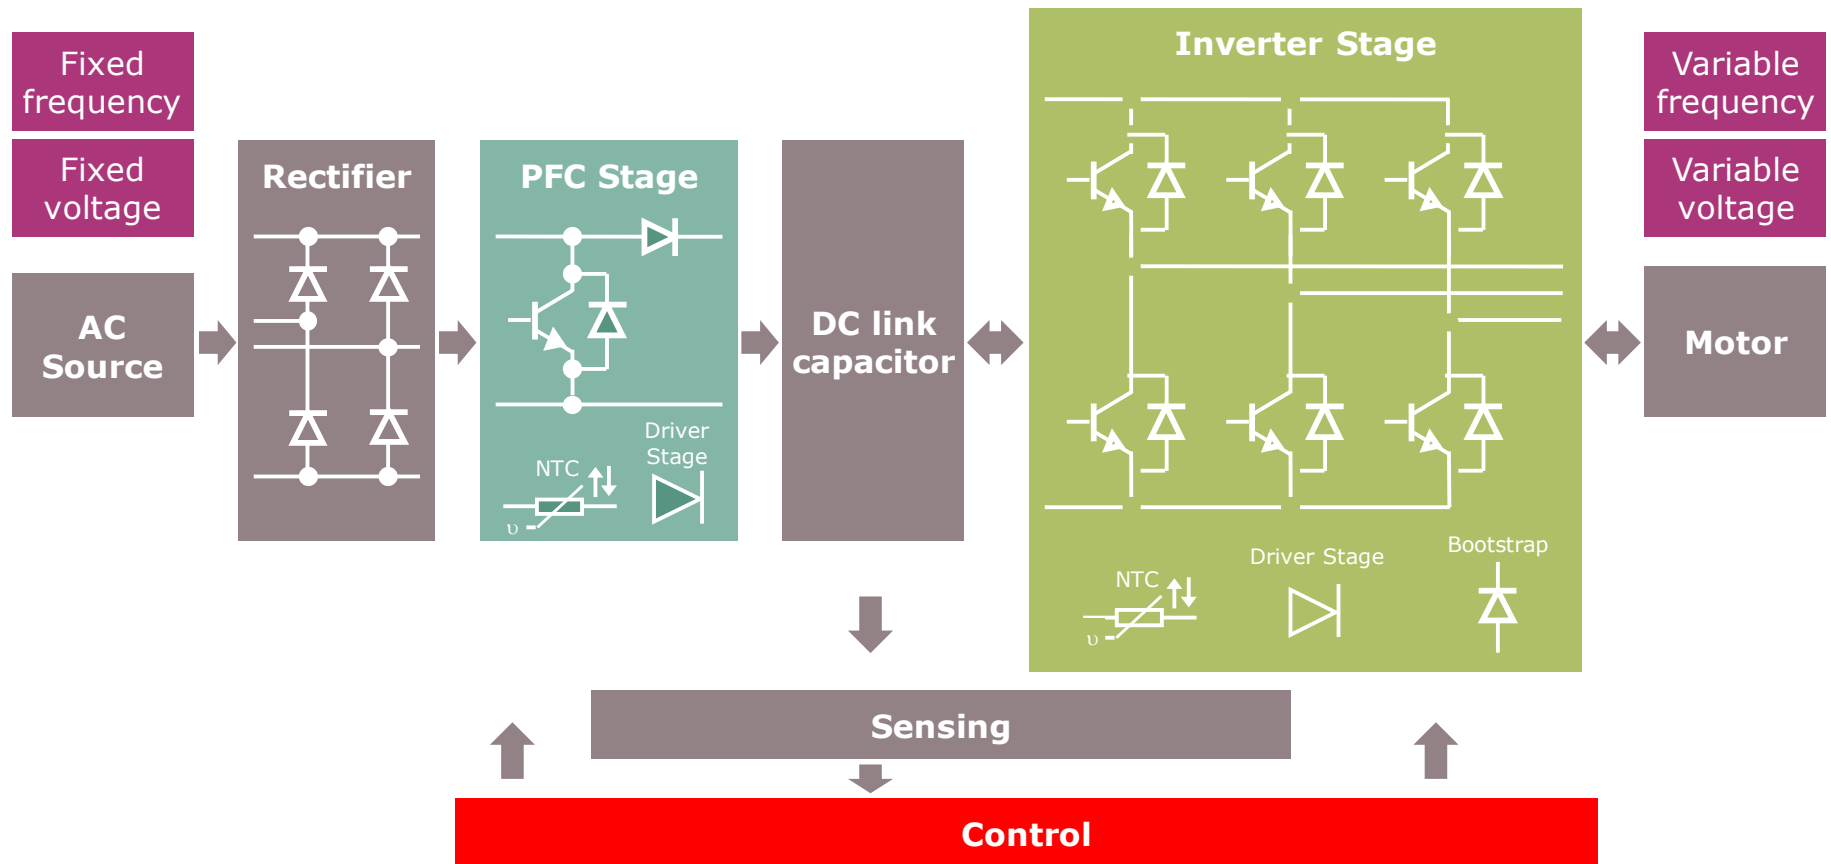 Fixed
frequency
Fixed
voltage
AC
Source
Rectifier
PFC Stage
Driver
Stage
NTC
υ
DC link
capacitor
Inverter Stage
NTC
υ
Driver Stage
Bootstrap
Variable
frequency
Variable
voltage
Motor
Sensing
Control